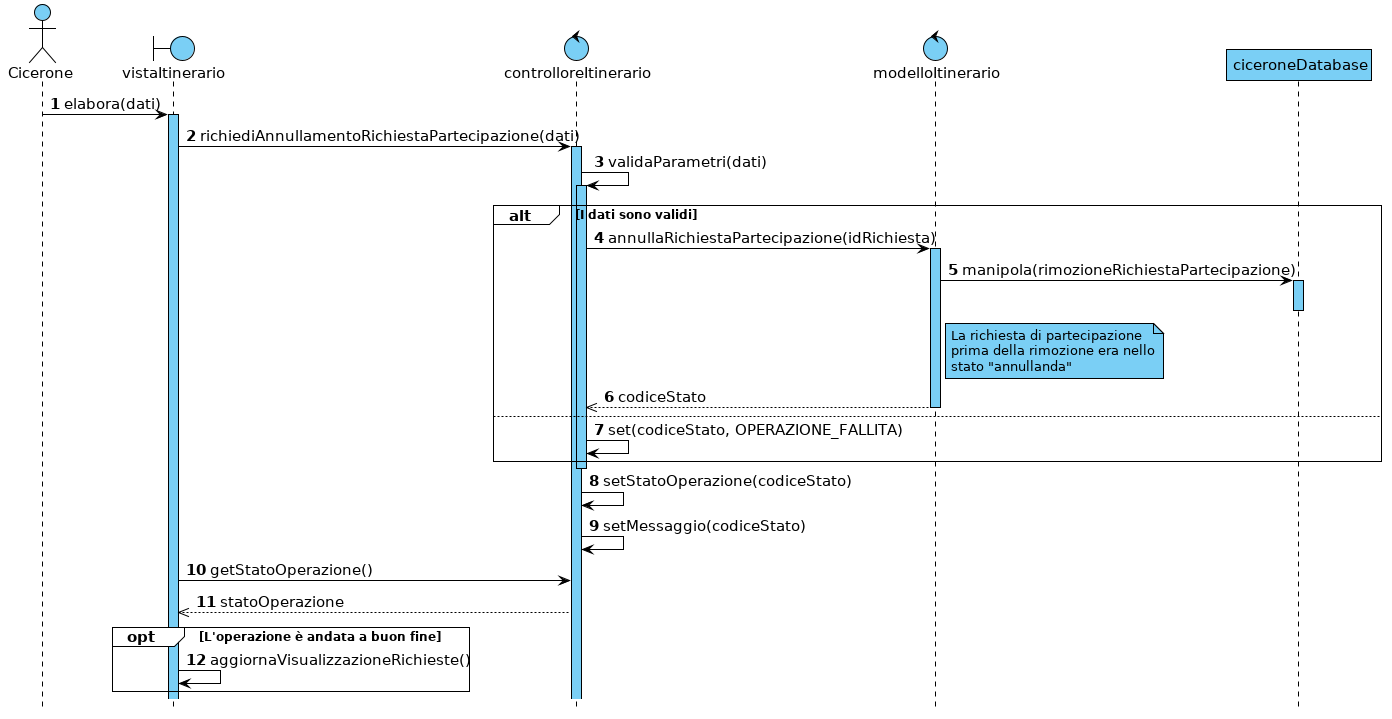 Cicerone
vistaItinerario
controlloreItinerario
modelloItinerario
ciceroneDatabase
1 elabora(dati)
2 richiediAnnullamentoRichiestaPartecipazione(dati)
3 validaParametri(dati)
alt [I dati sono validi]
4 annullaRichiestaPartecipazione(idRichiesta)
5 manipola(rimozioneRichiestaPartecipazione)
La richiesta di partecipazione
prima della rimozione era nello
stato "annullanda"
6 codiceStato
7 set(codiceStato, OPERAZIONE_FALLITA)
8 setStatoOperazione(codiceStato)
9 setMessaggio(codiceStato)
10 getStatoOperazione()
11 statoOperazione
opt [L'operazione è andata a buon fine]
12 aggiornaVisualizzazioneRichieste()